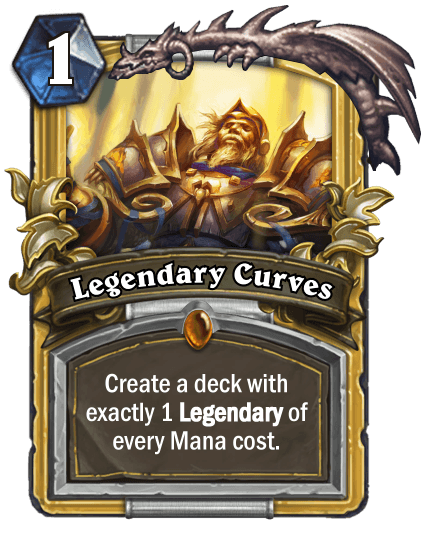 1
Legendary Curves
Create a deck with
exactly 1 Legendary of
every Mana cost.